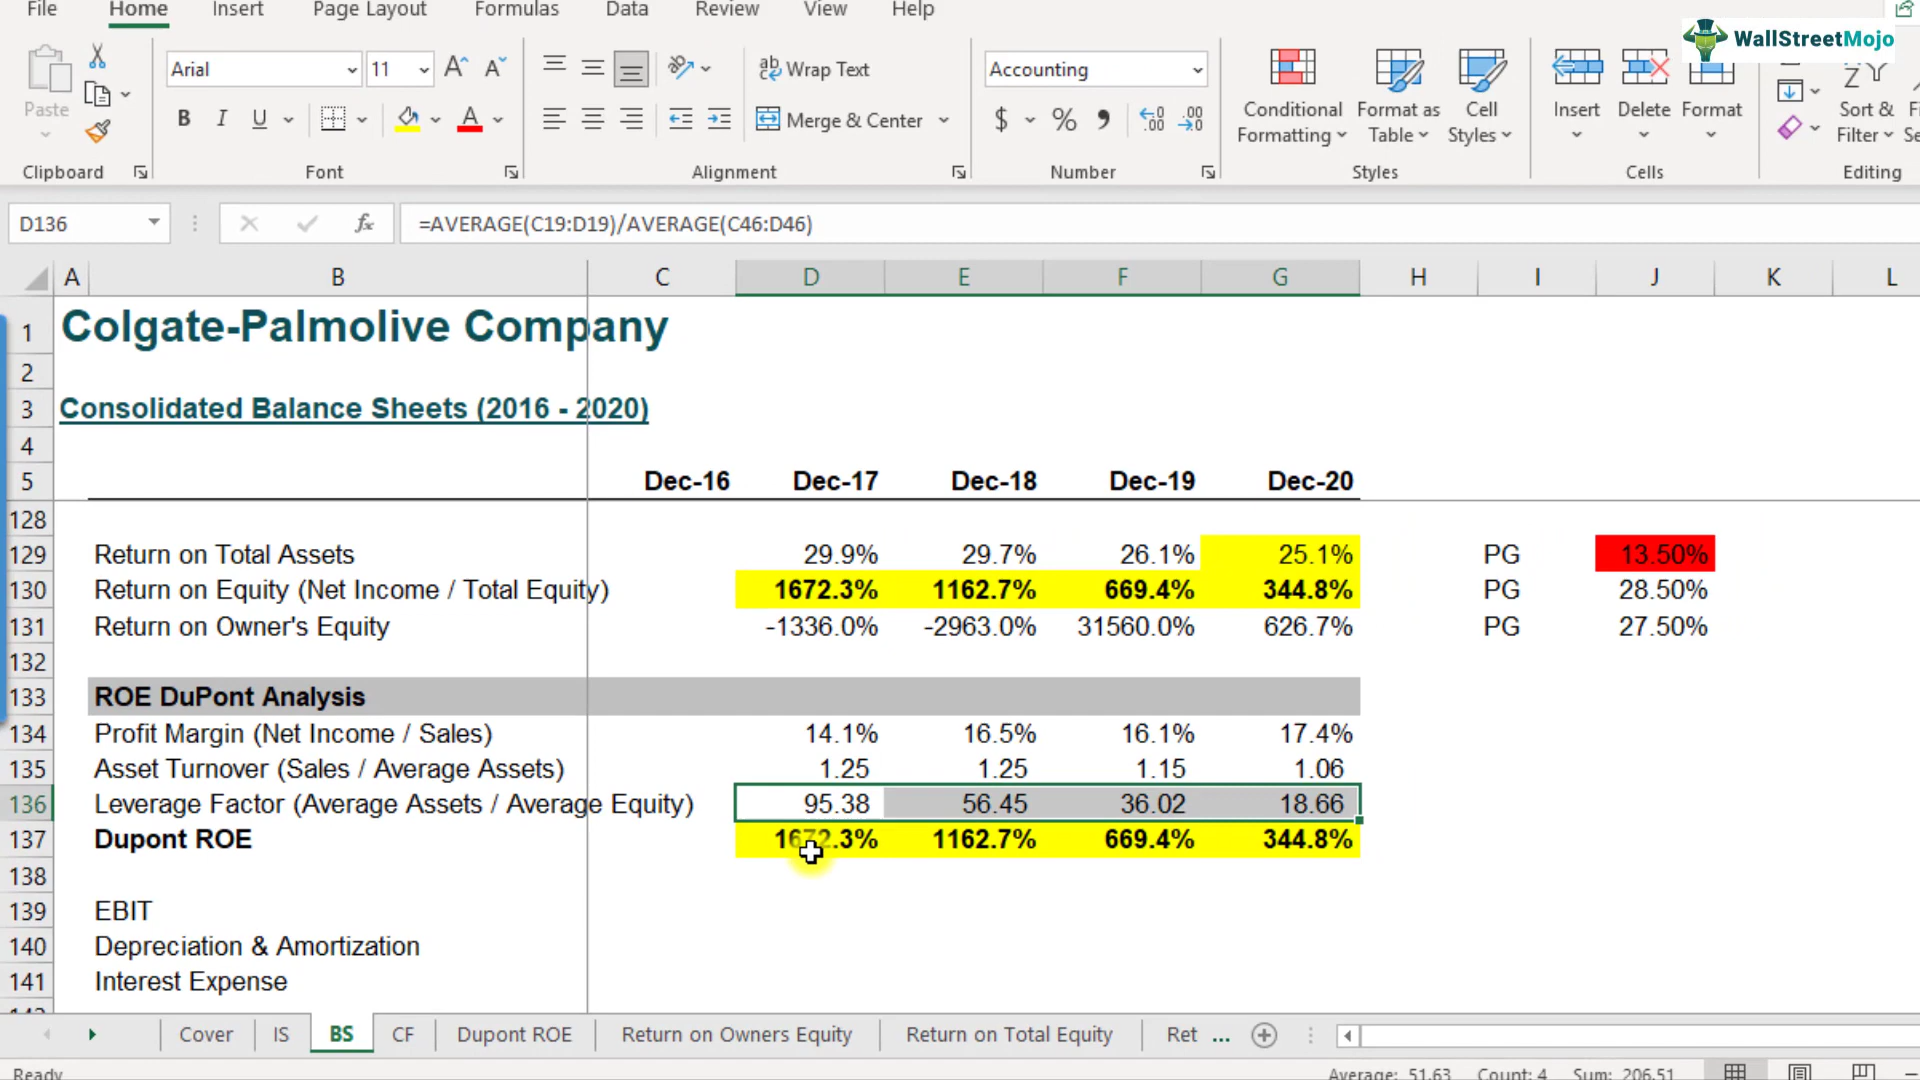 File Home Insert Page Layout Formulas Data Review View Help
WallStreetMojo
Arial 11 A A Wrap Text Accounting
Paste B I U A Merge & Center $ % Conditional Formatting Format as Table Cell Styles Insert Delete Format Sort & Filter
Clipboard Font Alignment Number Styles Cells Editing
D136 fx =AVERAGE(C19:D19)/AVERAGE(C46:D46)
A B C D E F G H I J K L
1 Colgate-Palmolive Company
2
3 Consolidated Balance Sheets (2016 - 2020)
4
5 Dec-16 Dec-17 Dec-18 Dec-19 Dec-20
128
129 Return on Total Assets 29.9% 29.7% 26.1% 25.1% PG 13.50%
130 Return on Equity (Net Income / Total Equity) 1672.3% 1162.7% 669.4% 344.8% PG 28.50%
131 Return on Owner's Equity -1336.0% -2963.0% 31560.0% 626.7% PG 27.50%
132
133 ROE DuPont Analysis
134 Profit Margin (Net Income / Sales) 14.1% 16.5% 16.1% 17.4%
135 Asset Turnover (Sales / Average Assets) 1.25 1.25 1.15 1.06
136 Leverage Factor (Average Assets / Average Equity) 95.38 56.45 36.02 18.66
137 Dupont ROE 1672.3% 1162.7% 669.4% 344.8%
138
139 EBIT
140 Depreciation & Amortization
141 Interest Expense
Cover IS BS CF Dupont ROE Return on Owners Equity Return on Total Equity Ret ...
Ready Average: 51.63 Count: 4 Sum: 206.51